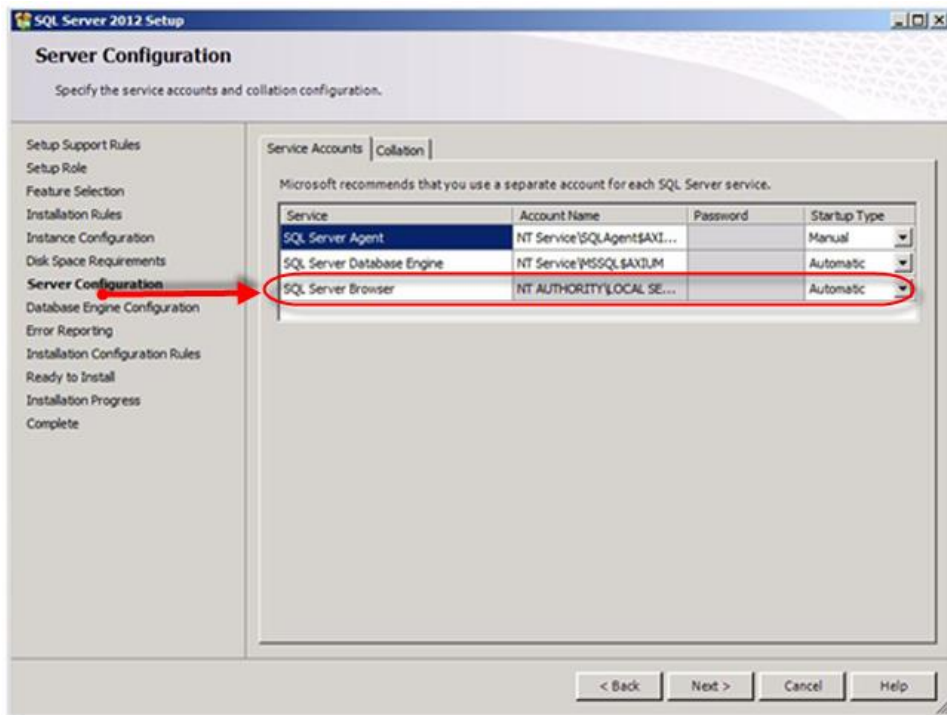 SQL Server 2012 Setup
Server Configuration
Specify the service accounts and collation configuration.
Setup Support Rules
Setup Role
Feature Selection
Installation Rules
Instance Configuration
Disk Space Requirements
Server Configuration
Database Engine Configuration
Error Reporting
Installation Configuration Rules
Ready to Install
Installation Progress
Complete
Service Accounts Collation
Microsoft recommends that you use a separate account for each SQL Server service.
Service Account Name Password Startup Type
SQL Server Agent NT Service\SQLAgent$AXI... Manual
SQL Server Database Engine NT Service\MSSQL$AXIUM Automatic
SQL Server Browser NT AUTHORITY\LOCAL SE... Automatic
< Back Next > Cancel Help